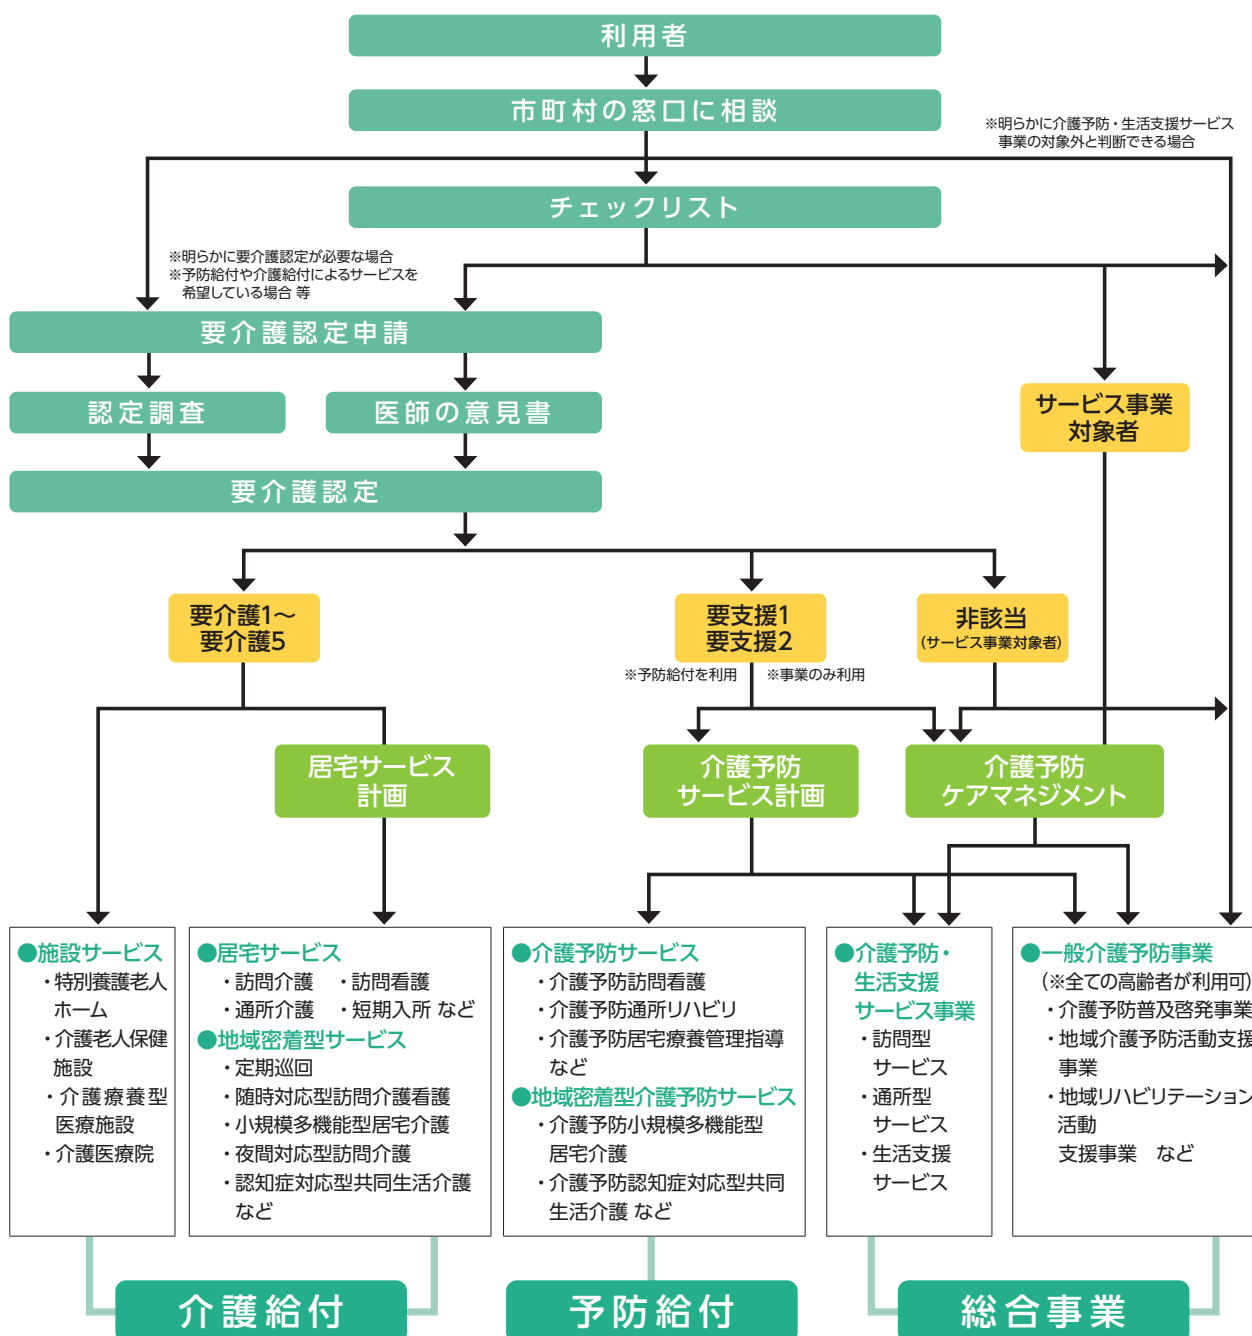 利用者
市町村の窓口に相談
※明らかに介護予防・生活支援サービス
事業の対象外と判断できる場合
チェックリスト
※明らかに要介護認定が必要な場合
※予防給付や介護給付によるサービスを
希望している場合 等
要介護認定申請
認定調査
医師の意見書
サービス事業
対象者
要介護認定
要介護1〜
要介護5
要支援1
要支援2
非該当
(サービス事業対象者)
※予防給付を利用
※事業のみ利用
居宅サービス
計画
介護予防
サービス計画
介護予防
ケアマネジメント
●施設サービス
・特別養護老人
ホーム
・介護老人保健
施設
・介護療養型
医療施設
・介護医療院
●居宅サービス
・訪問介護 ・訪問看護
・通所介護 ・短期入所 など
●地域密着型サービス
・定期巡回
・随時対応型訪問介護看護
・小規模多機能型居宅介護
・夜間対応型訪問介護
・認知症対応型共同生活介護
など
●介護予防サービス
・介護予防訪問看護
・介護予防通所リハビリ
・介護予防居宅療養管理指導
など
●地域密着型介護予防サービス
・介護予防小規模多機能型
居宅介護
・介護予防認知症対応型共同
生活介護 など
●介護予防・
生活支援
サービス事業
・訪問型
サービス
・通所型
サービス
・生活支援
サービス
●一般介護予防事業
(※全ての高齢者が利用可)
・介護予防普及啓発事業
・地域介護予防活動支援
事業
・地域リハビリテーション
活動
支援事業 など
介護給付
予防給付
総合事業